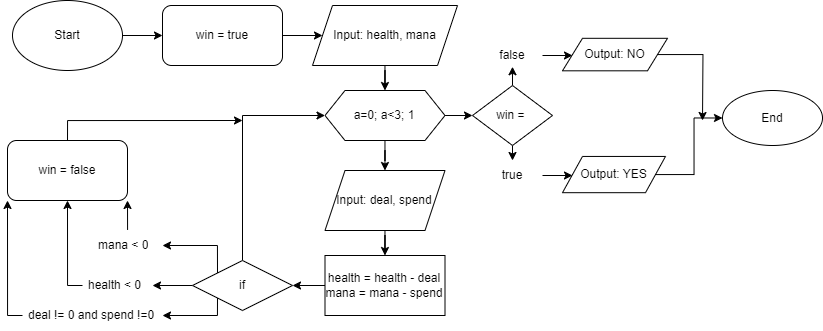 Start
win = true
Input: health, mana
false
Output: NO
a=0; a<3; 1
win =
End
win = false
true
Output: YES
Input: deal, spend
mana < 0
health = health - deal
mana = mana - spend
health < 0
if
deal != 0 and spend !=0